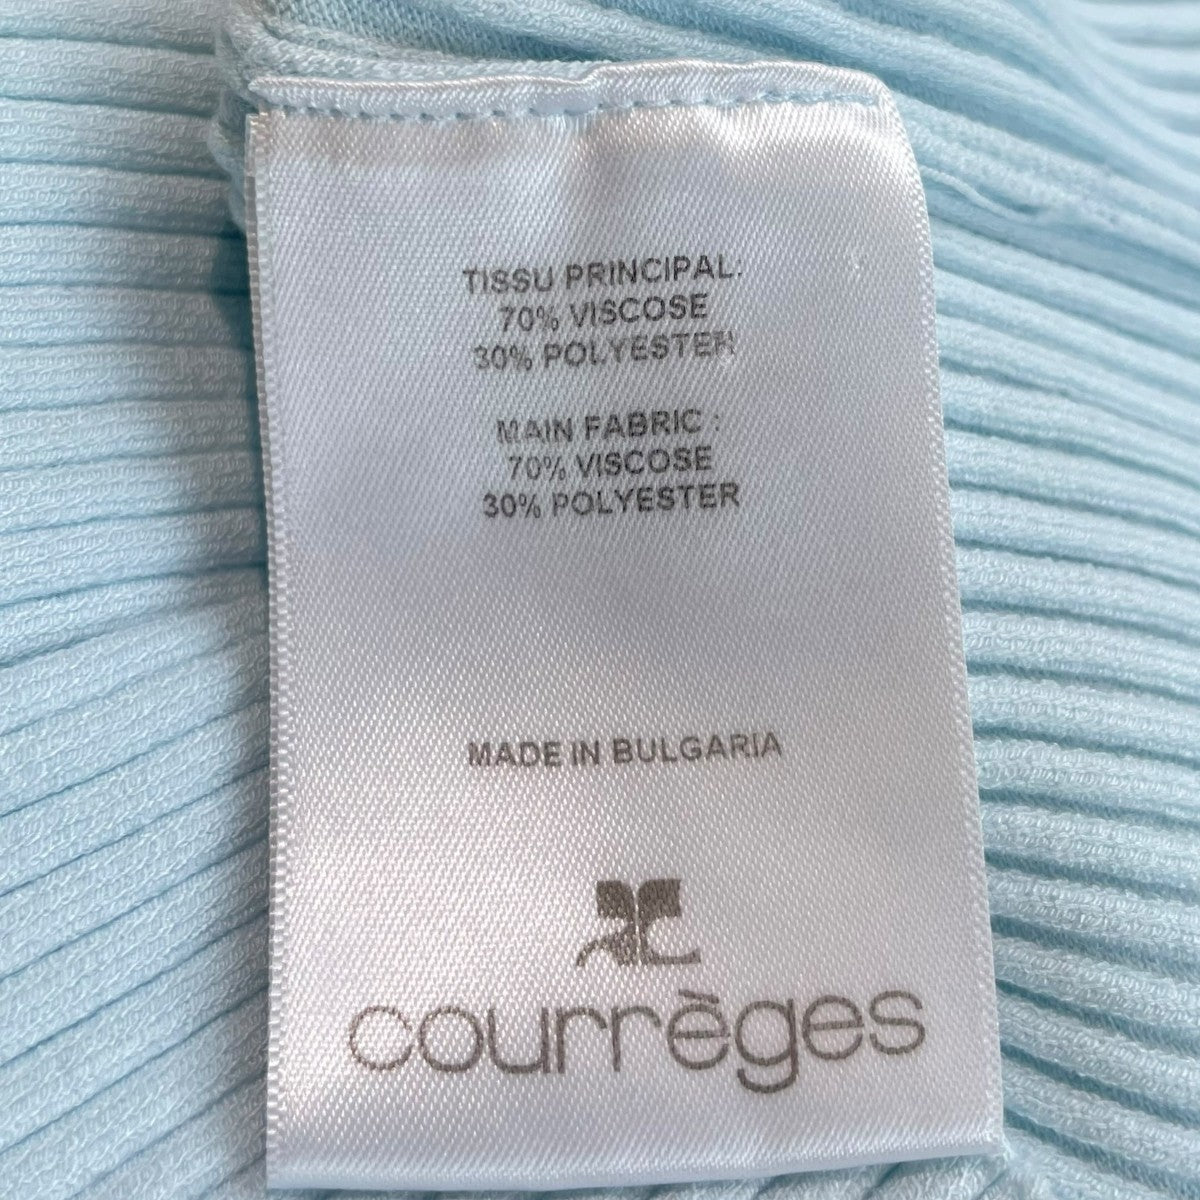 TISSU PRINCIPAL:
70% VISCOSE
30% POLYESTER
MAIN FABRIC :
70% VISCOSE
30% POLYESTER
MADE IN BULGARIA
courrèges